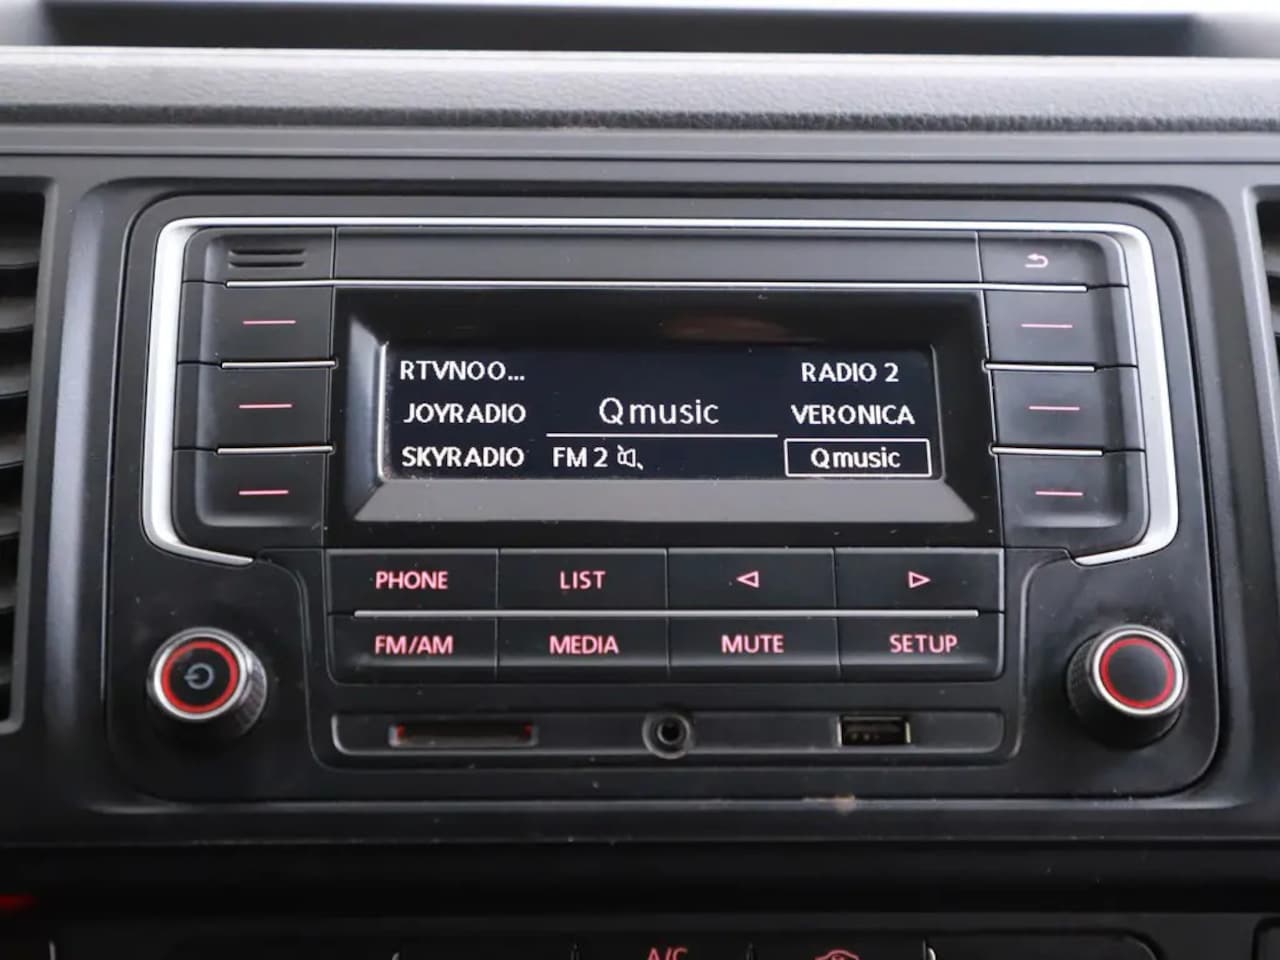 RTVNOO... RADIO 2
JOYRADIO Qmusic VERONICA
SKYRADIO FM 2 Qmusic
PHONE LIST
FM/AM MEDIA MUTE SETUP
A/C